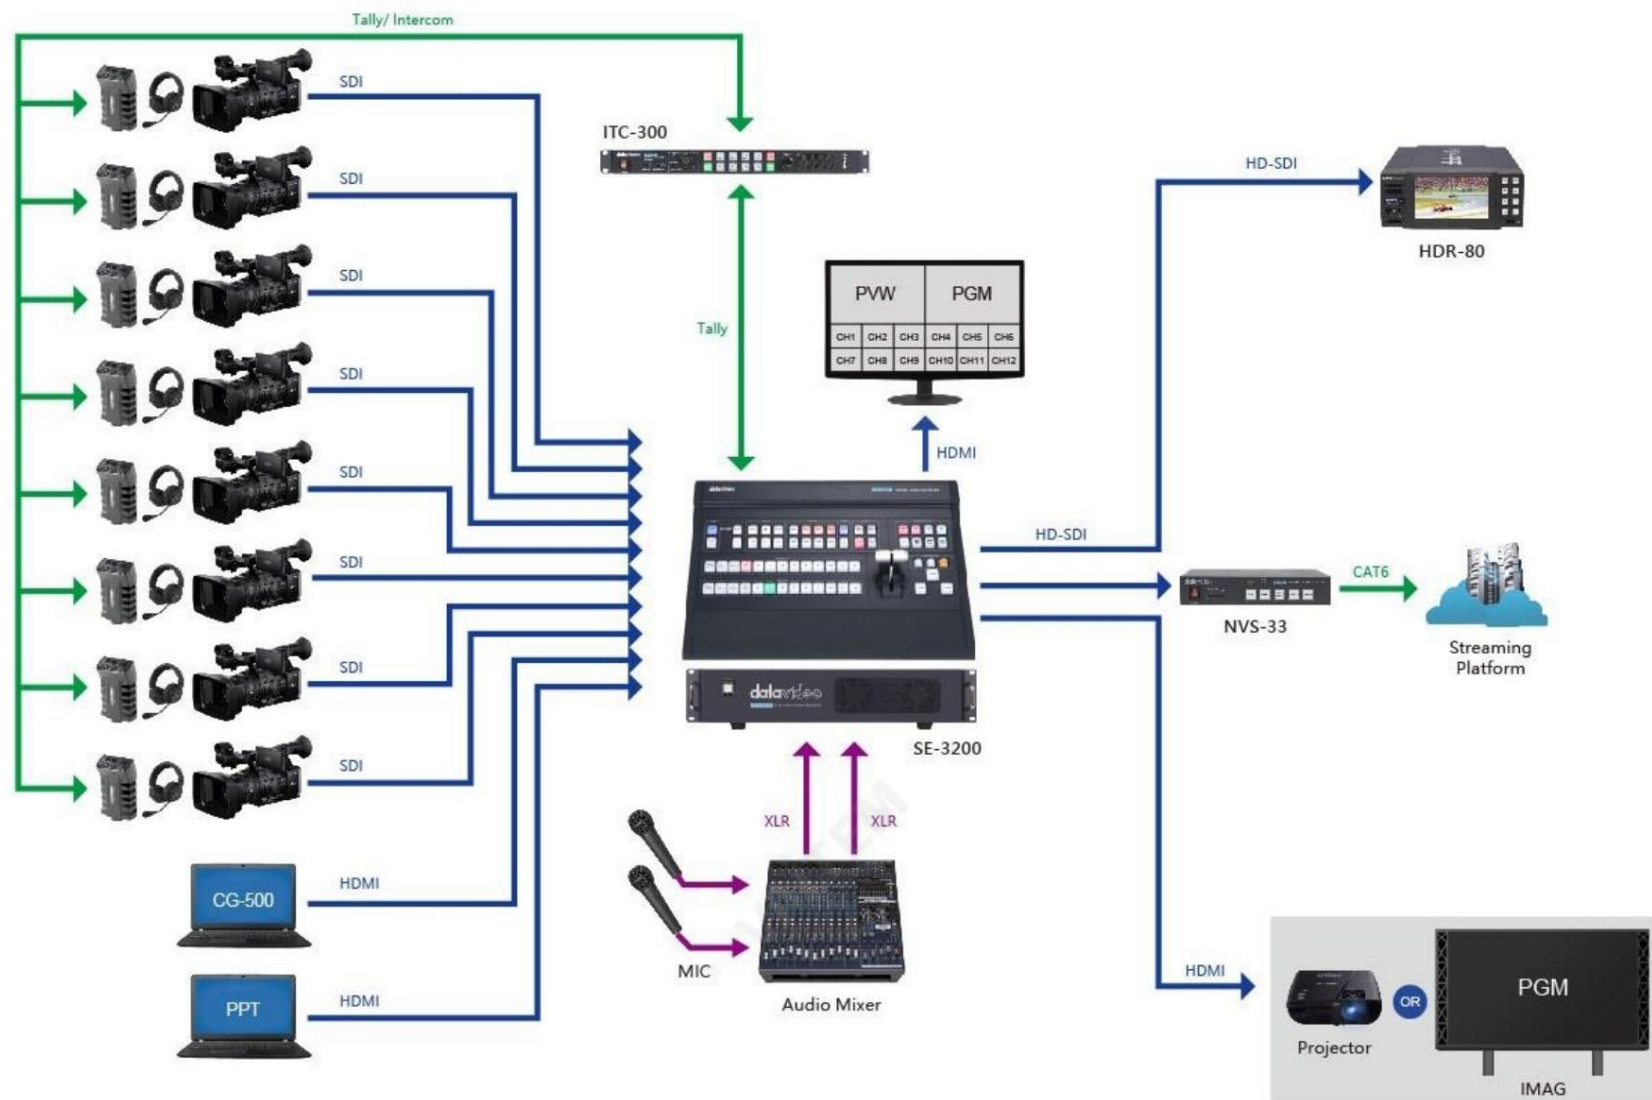 Tally/ Intercom
SDI
SDI
SDI
SDI
SDI
SDI
SDI
SDI
ITC-300
Tally
HD-SDI
HDR-80
PVW
PGM
CH1 CH2 CH3 CH4 CH5 CH6
CH7 CH8 CH9 CH10 CH11 CH12
HDMI
datavideo
HD-SDI
NVS-33
CAT6
Streaming
Platform
datavideo
SE-3200
XLR
XLR
MIC
Audio Mixer
CG-500
HDMI
PPT
HDMI
HDMI
Projector
OR
PGM
IMAG